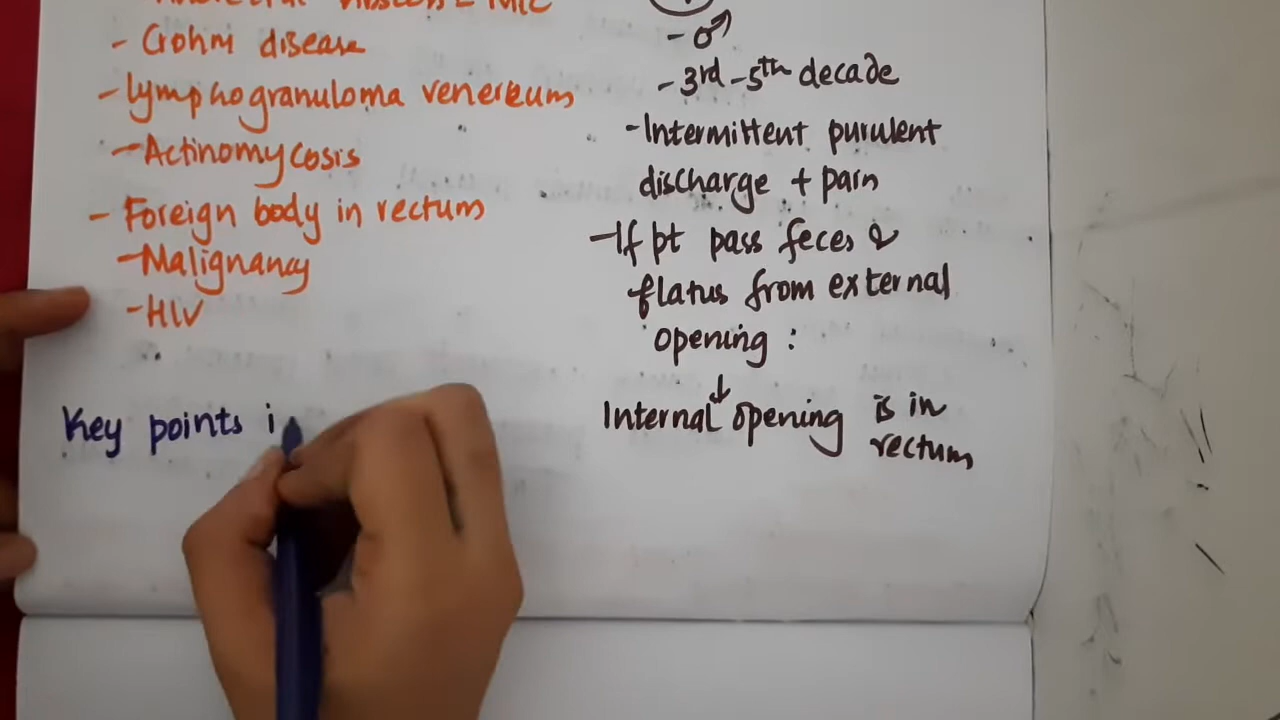 - Crohn disease
- Lymphogranuloma venereum
- Actinomycosis
- Foreign body in rectum
- Malignancy
- HIV
Key points i
- ♂
- 3rd - 5th decade
- Intermittent purulent
discharge + pain
- If pt pass feces &
flatus from external
opening :
↓
Internal opening is in
rectum